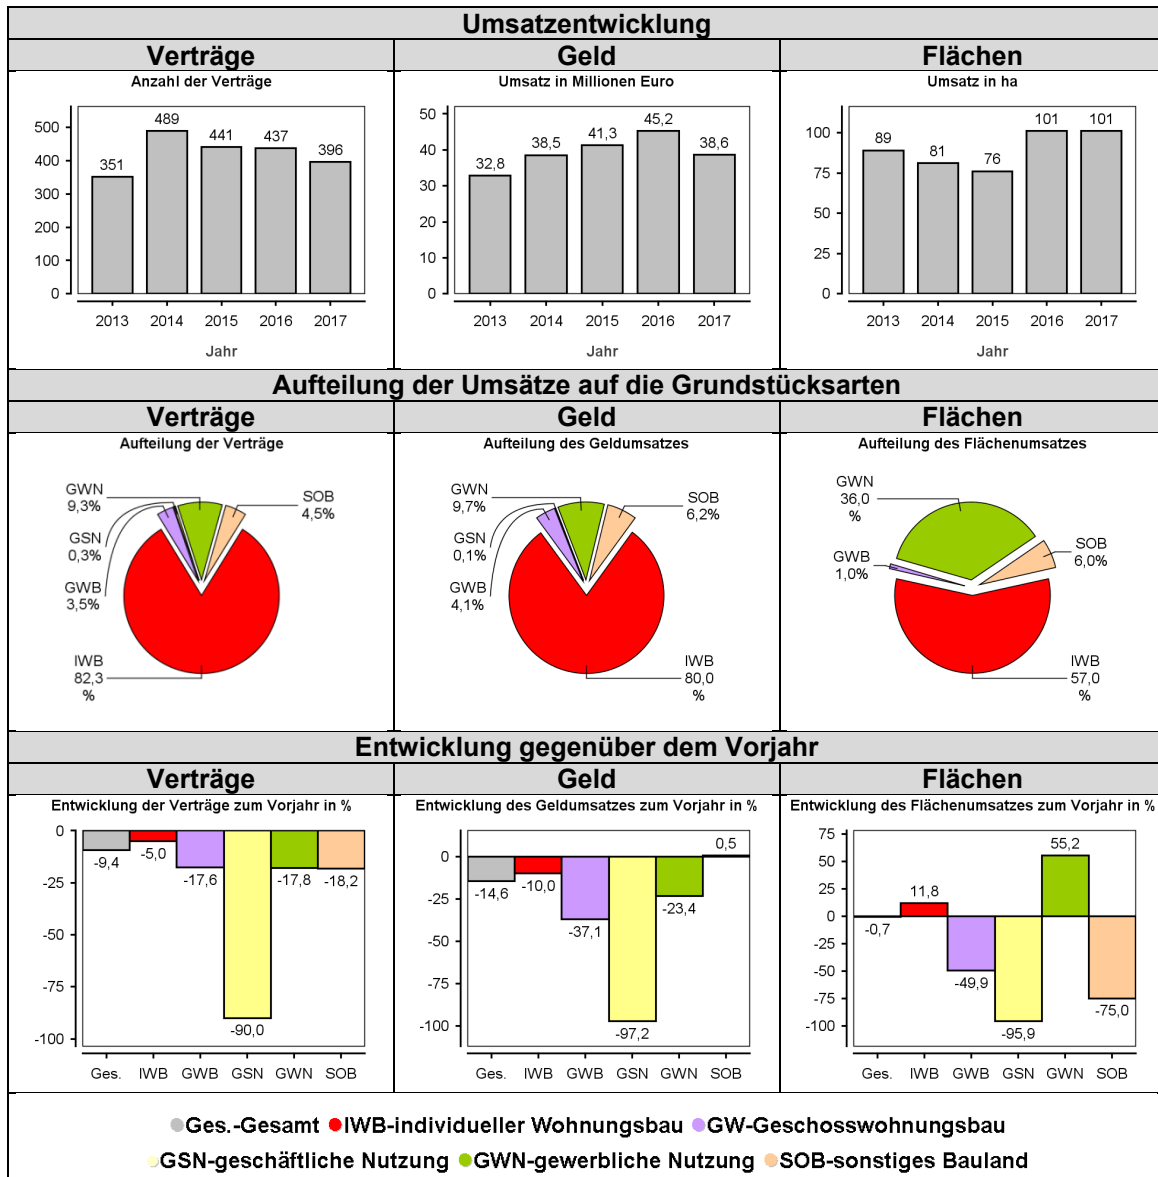 Umsatzentwicklung
Verträge
Geld
Flächen
Anzahl der Verträge
500
400
300
200
100
0
351
489
441
437
396
2013 2014 2015 2016 2017
Jahr
Umsatz in Millionen Euro
50
40
30
20
10
0
32,8
38,5
41,3
45,2
38,6
2013 2014 2015 2016 2017
Jahr
Umsatz in ha
100
75
50
25
0
89
81
76
101
101
2013 2014 2015 2016 2017
Jahr
Aufteilung der Umsätze auf die Grundstücksarten
Verträge
Geld
Flächen
Aufteilung der Verträge
GWN
9,3%
SOB
4,5%
GSN
0,3%
GWB
3,5%
IWB
82,3
%
Aufteilung des Geldumsatzes
GWN
9,7%
SOB
6,2%
GSN
0,1%
GWB
4,1%
IWB
80,0
%
Aufteilung des Flächenumsatzes
GWN
36,0
%
SOB
6,0%
GWB
1,0%
IWB
57,0
%
Entwicklung gegenüber dem Vorjahr
Verträge
Geld
Flächen
Entwicklung der Verträge zum Vorjahr in %
0
-25
-50
-75
-100
-9,4
-5,0
-17,6
-90,0
-17,8
-18,2
Ges. IWB GWB GSN GWN SOB
Entwicklung des Geldumsatzes zum Vorjahr in %
0
-25
-50
-75
-100
-14,6
-10,0
-37,1
-97,2
-23,4
0,5
Ges. IWB GWB GSN GWN SOB
Entwicklung des Flächenumsatzes zum Vorjahr in %
75
50
25
0
-25
-50
-75
-100
-0,7
11,8
-49,9
-95,9
55,2
-75,0
Ges. IWB GWB GSN GWN SOB
Ges.-Gesamt IWB-individueller Wohnungsbau GW-Geschosswohnungsbau
GSN-geschäftliche Nutzung GWN-gewerbliche Nutzung SOB-sonstiges Bauland